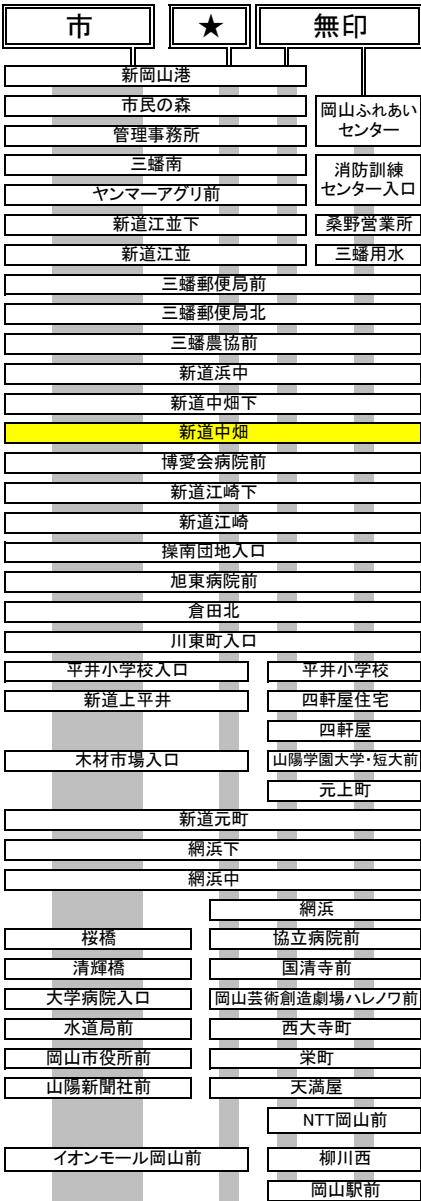 市 ★ 無印
新岡山港
市民の森
岡山ふれあい
センター
管理事務所
三蟠南
消防訓練
センター入口
ヤンマーアグリ前
新道江並下 桑野営業所
新道江並 三蟠用水
三蟠郵便局前
三蟠郵便局北
三蟠農協前
新道浜中
新道中畑下
新道中畑
博愛会病院前
新道江崎下
新道江崎
操南団地入口
旭東病院前
倉田北
川東町入口
平井小学校入口 平井小学校
新道上平井 四軒屋住宅
四軒屋
木材市場入口 山陽学園大学・短大前
元上町
新道元町
網浜下
網浜中
網浜
桜橋 協立病院前
清輝橋 国清寺前
大学病院入口 岡山芸術創造劇場ハレノワ前
水道局前 西大寺町
岡山市役所前 栄町
山陽新聞社前 天満屋
NTT岡山前
イオンモール岡山前 柳川西
岡山駅前